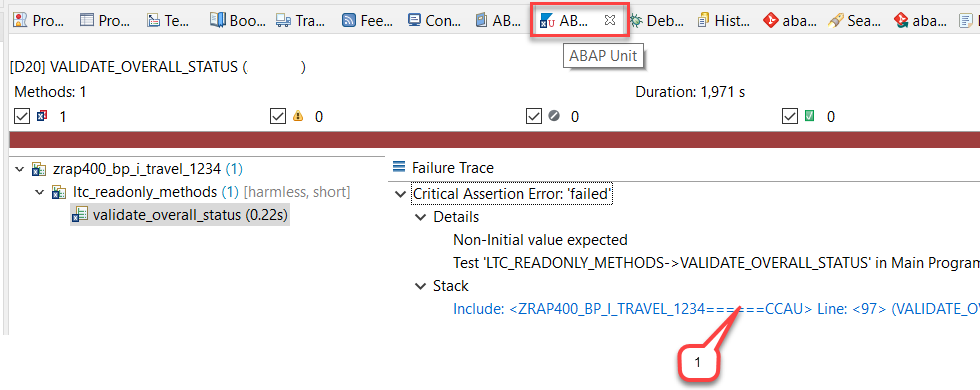 Pro... Pro... Te... Boo... Tra... Fee... Con... AB... AB... Deb... Hist... aba... Sea... aba...
ABAP Unit
[D20] VALIDATE_OVERALL_STATUS ( )
Methods: 1 Duration: 1,971 s
1 0 0 0
zrap400_bp_i_travel_1234 (1)
ltc_readonly_methods (1) [harmless, short]
validate_overall_status (0.22s)
Failure Trace
Critical Assertion Error: 'failed'
Details
Non-Initial value expected
Test 'LTC_READONLY_METHODS->VALIDATE_OVERALL_STATUS' in Main Program
Stack
Include: <ZRAP400_BP_I_TRAVEL_1234======CCAU> Line: <97> (VALIDATE_OV
1